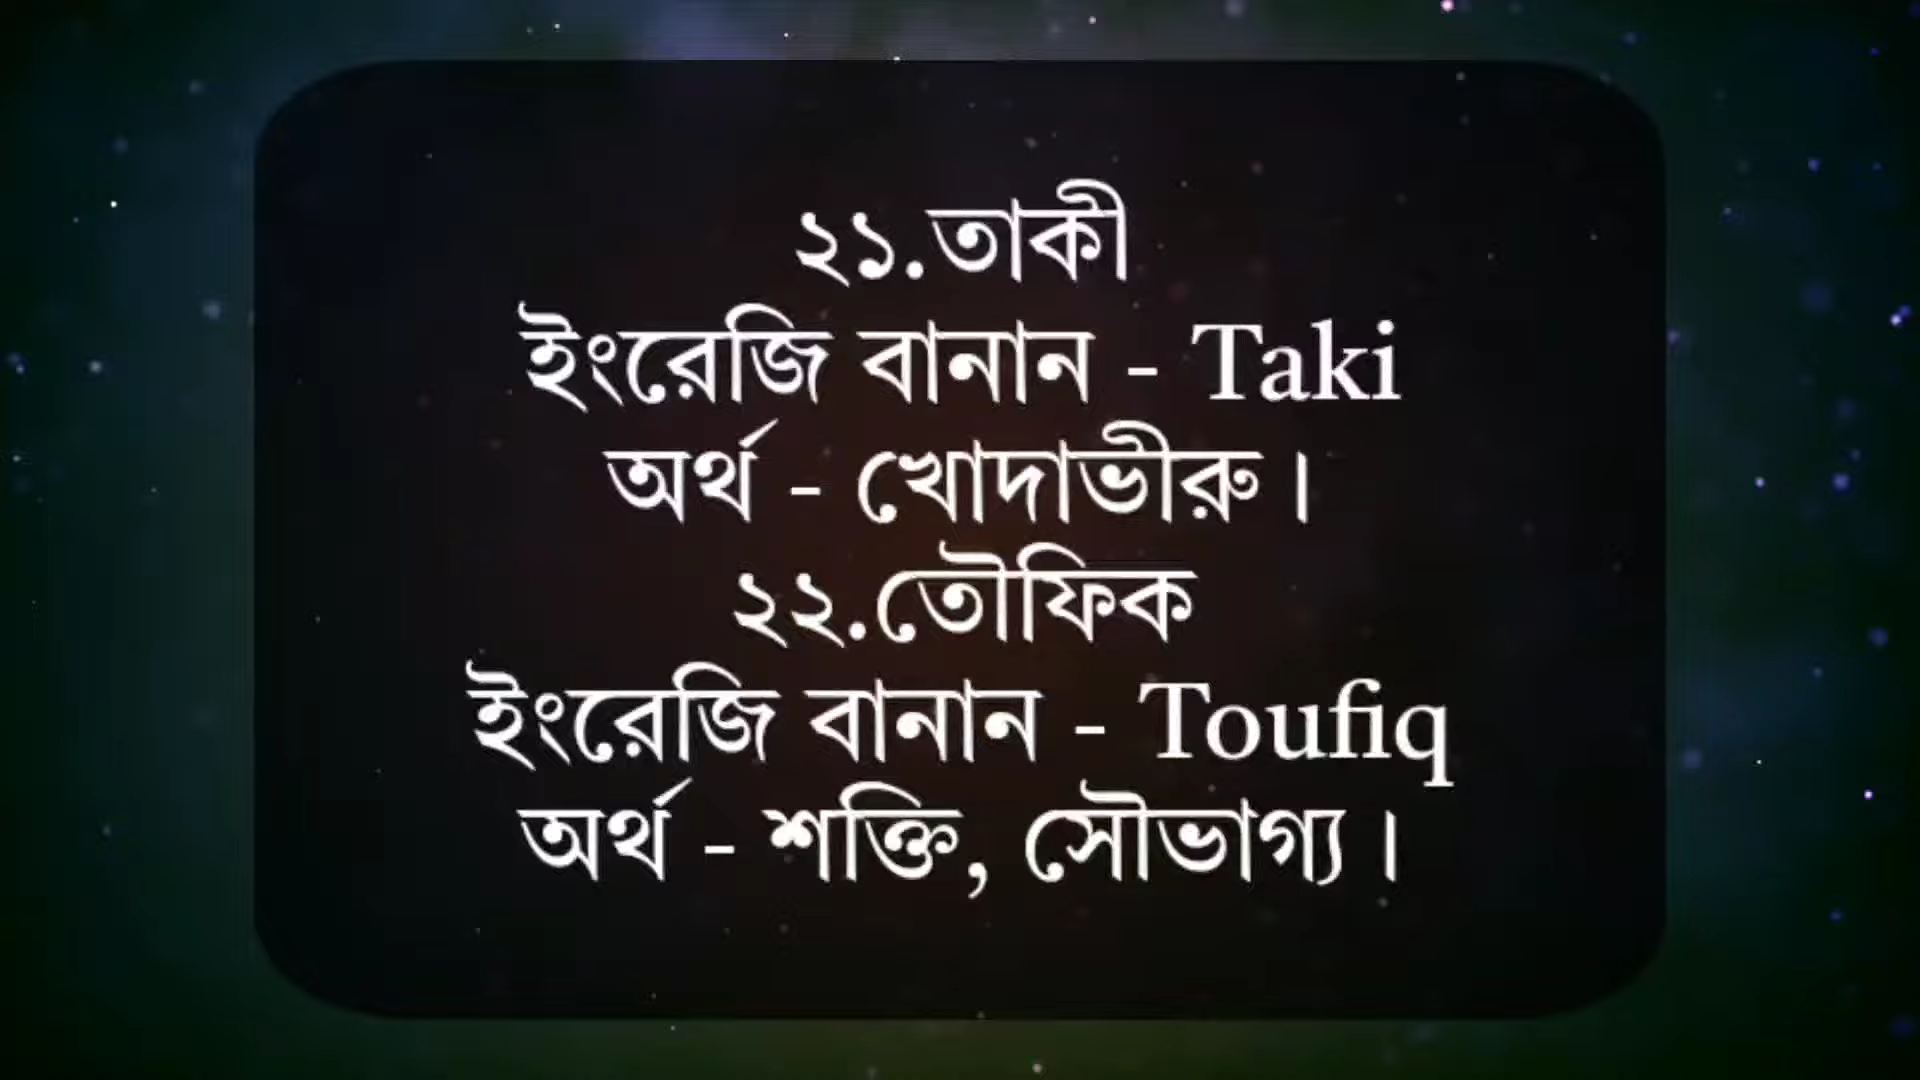 ২১.তাকী
ইংরেজি বানান - Taki
অর্থ - খোদাভীরু।
২২.তৌফিক
ইংরেজি বানান - Toufiq
অর্থ - শক্তি, সৌভাগ্য।